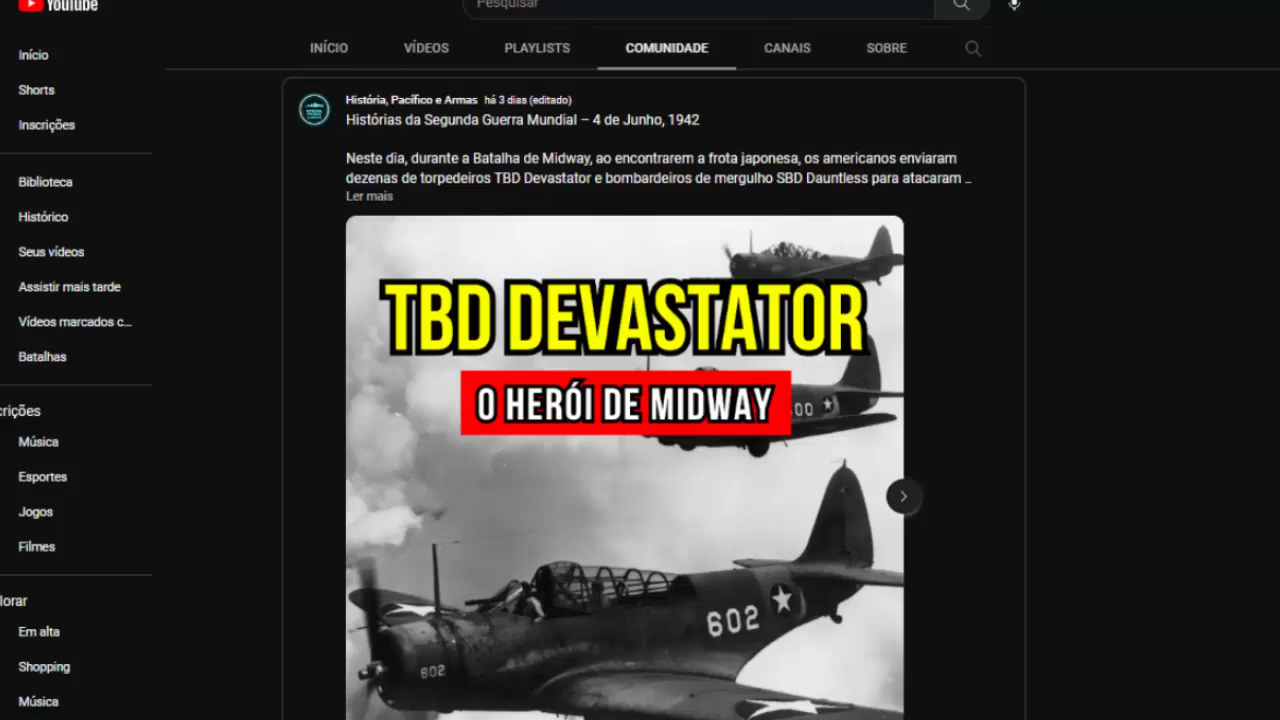 YouTube
Pesquisar
INÍCIO
VÍDEOS
PLAYLISTS
COMUNIDADE
CANAIS
SOBRE
Início
Shorts
Inscrições
Biblioteca
Histórico
Seus vídeos
Assistir mais tarde
Vídeos marcados c...
Batalhas
crições
Música
Esportes
Jogos
Filmes
lorar
Em alta
Shopping
Música
História, Pacífico e Armas há 3 dias (editado)
Histórias da Segunda Guerra Mundial – 4 de Junho, 1942
Neste dia, durante a Batalha de Midway, ao encontrarem a frota japonesa, os americanos enviaram
dezenas de torpedeiros TBD Devastator e bombardeiros de mergulho SBD Dauntless para atacaram ...
Ler mais
TBD DEVASTATOR
O HERÓI DE MIDWAY
602
602